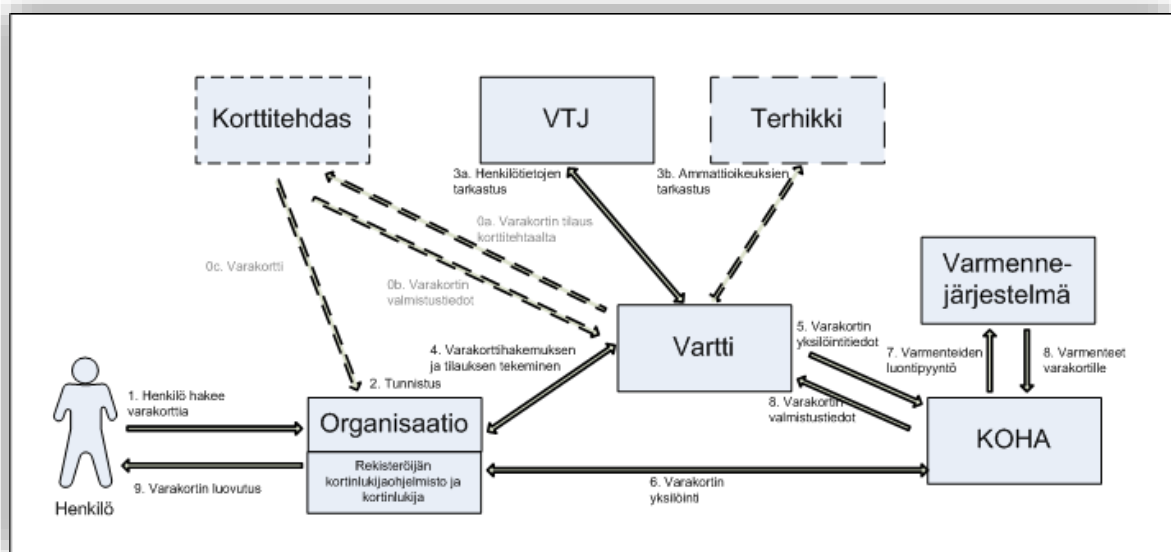 Korttitehdas
VTJ
Terhikki
3a. Henkilötietojen
tarkastus
3b. Ammattioikeuksien
tarkastus
0a. Varakortin tilaus
korttitehtaalta
0c. Varakortti
0b. Varakortin
valmistustiedot
Varmenne-
järjestelmä
Vartti
5. Varakortin
yksilöintitiedot
7. Varmenteiden
luontipyyntö
8. Varmenteet
varakortille
4. Varakorttihakemuksen
ja tilauksen tekeminen
2. Tunnistus
8. Varakortin
valmistustiedot
1. Henkilö hakee
varakorttia
Organisaatio
KOHA
Rekisteröijän
kortinlukijaohjelmisto ja
kortinlukija
9. Varakortin luovutus
6. Varakortin
yksilöinti
Henkilö